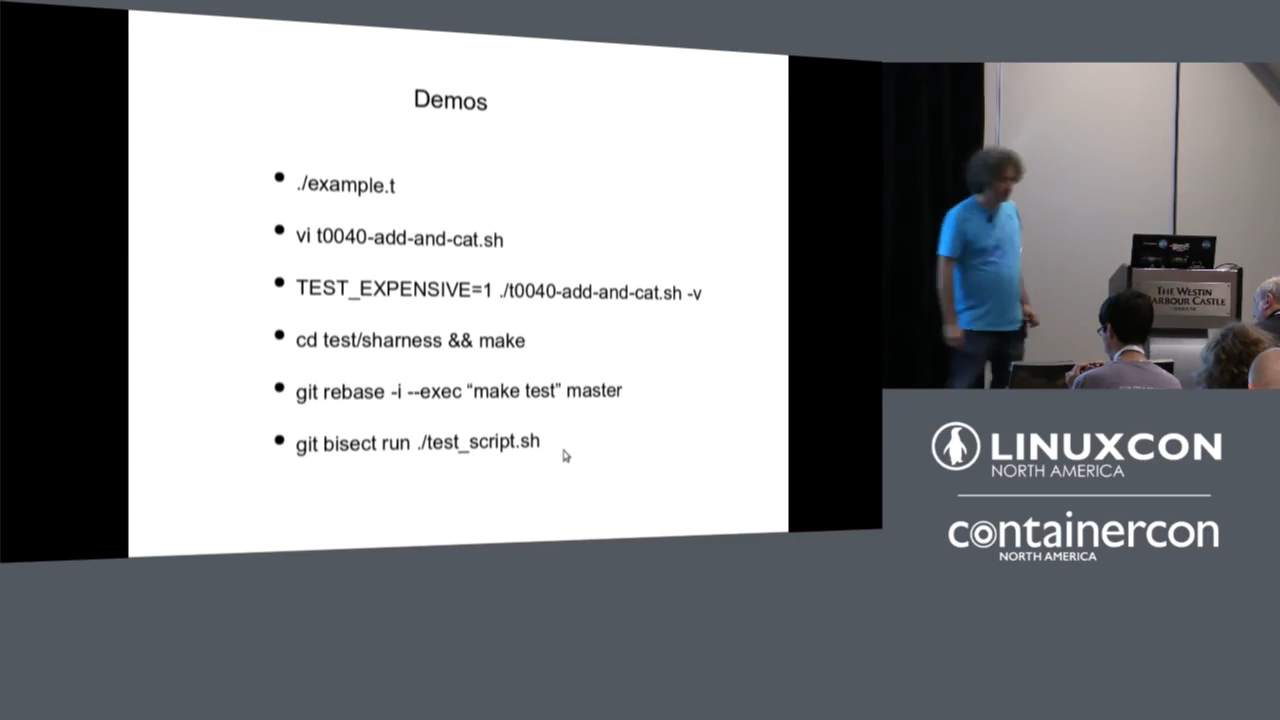 Demos
./example.t
vi t0040-add-and-cat.sh
TEST_EXPENSIVE=1 ./t0040-add-and-cat.sh -v
cd test/sharness && make
git rebase -i --exec “make test” master
git bisect run ./test_script.sh
THE WESTIN
HARBOUR CASTLE
LINUXCON
NORTH AMERICA
containercon
NORTH AMERICA